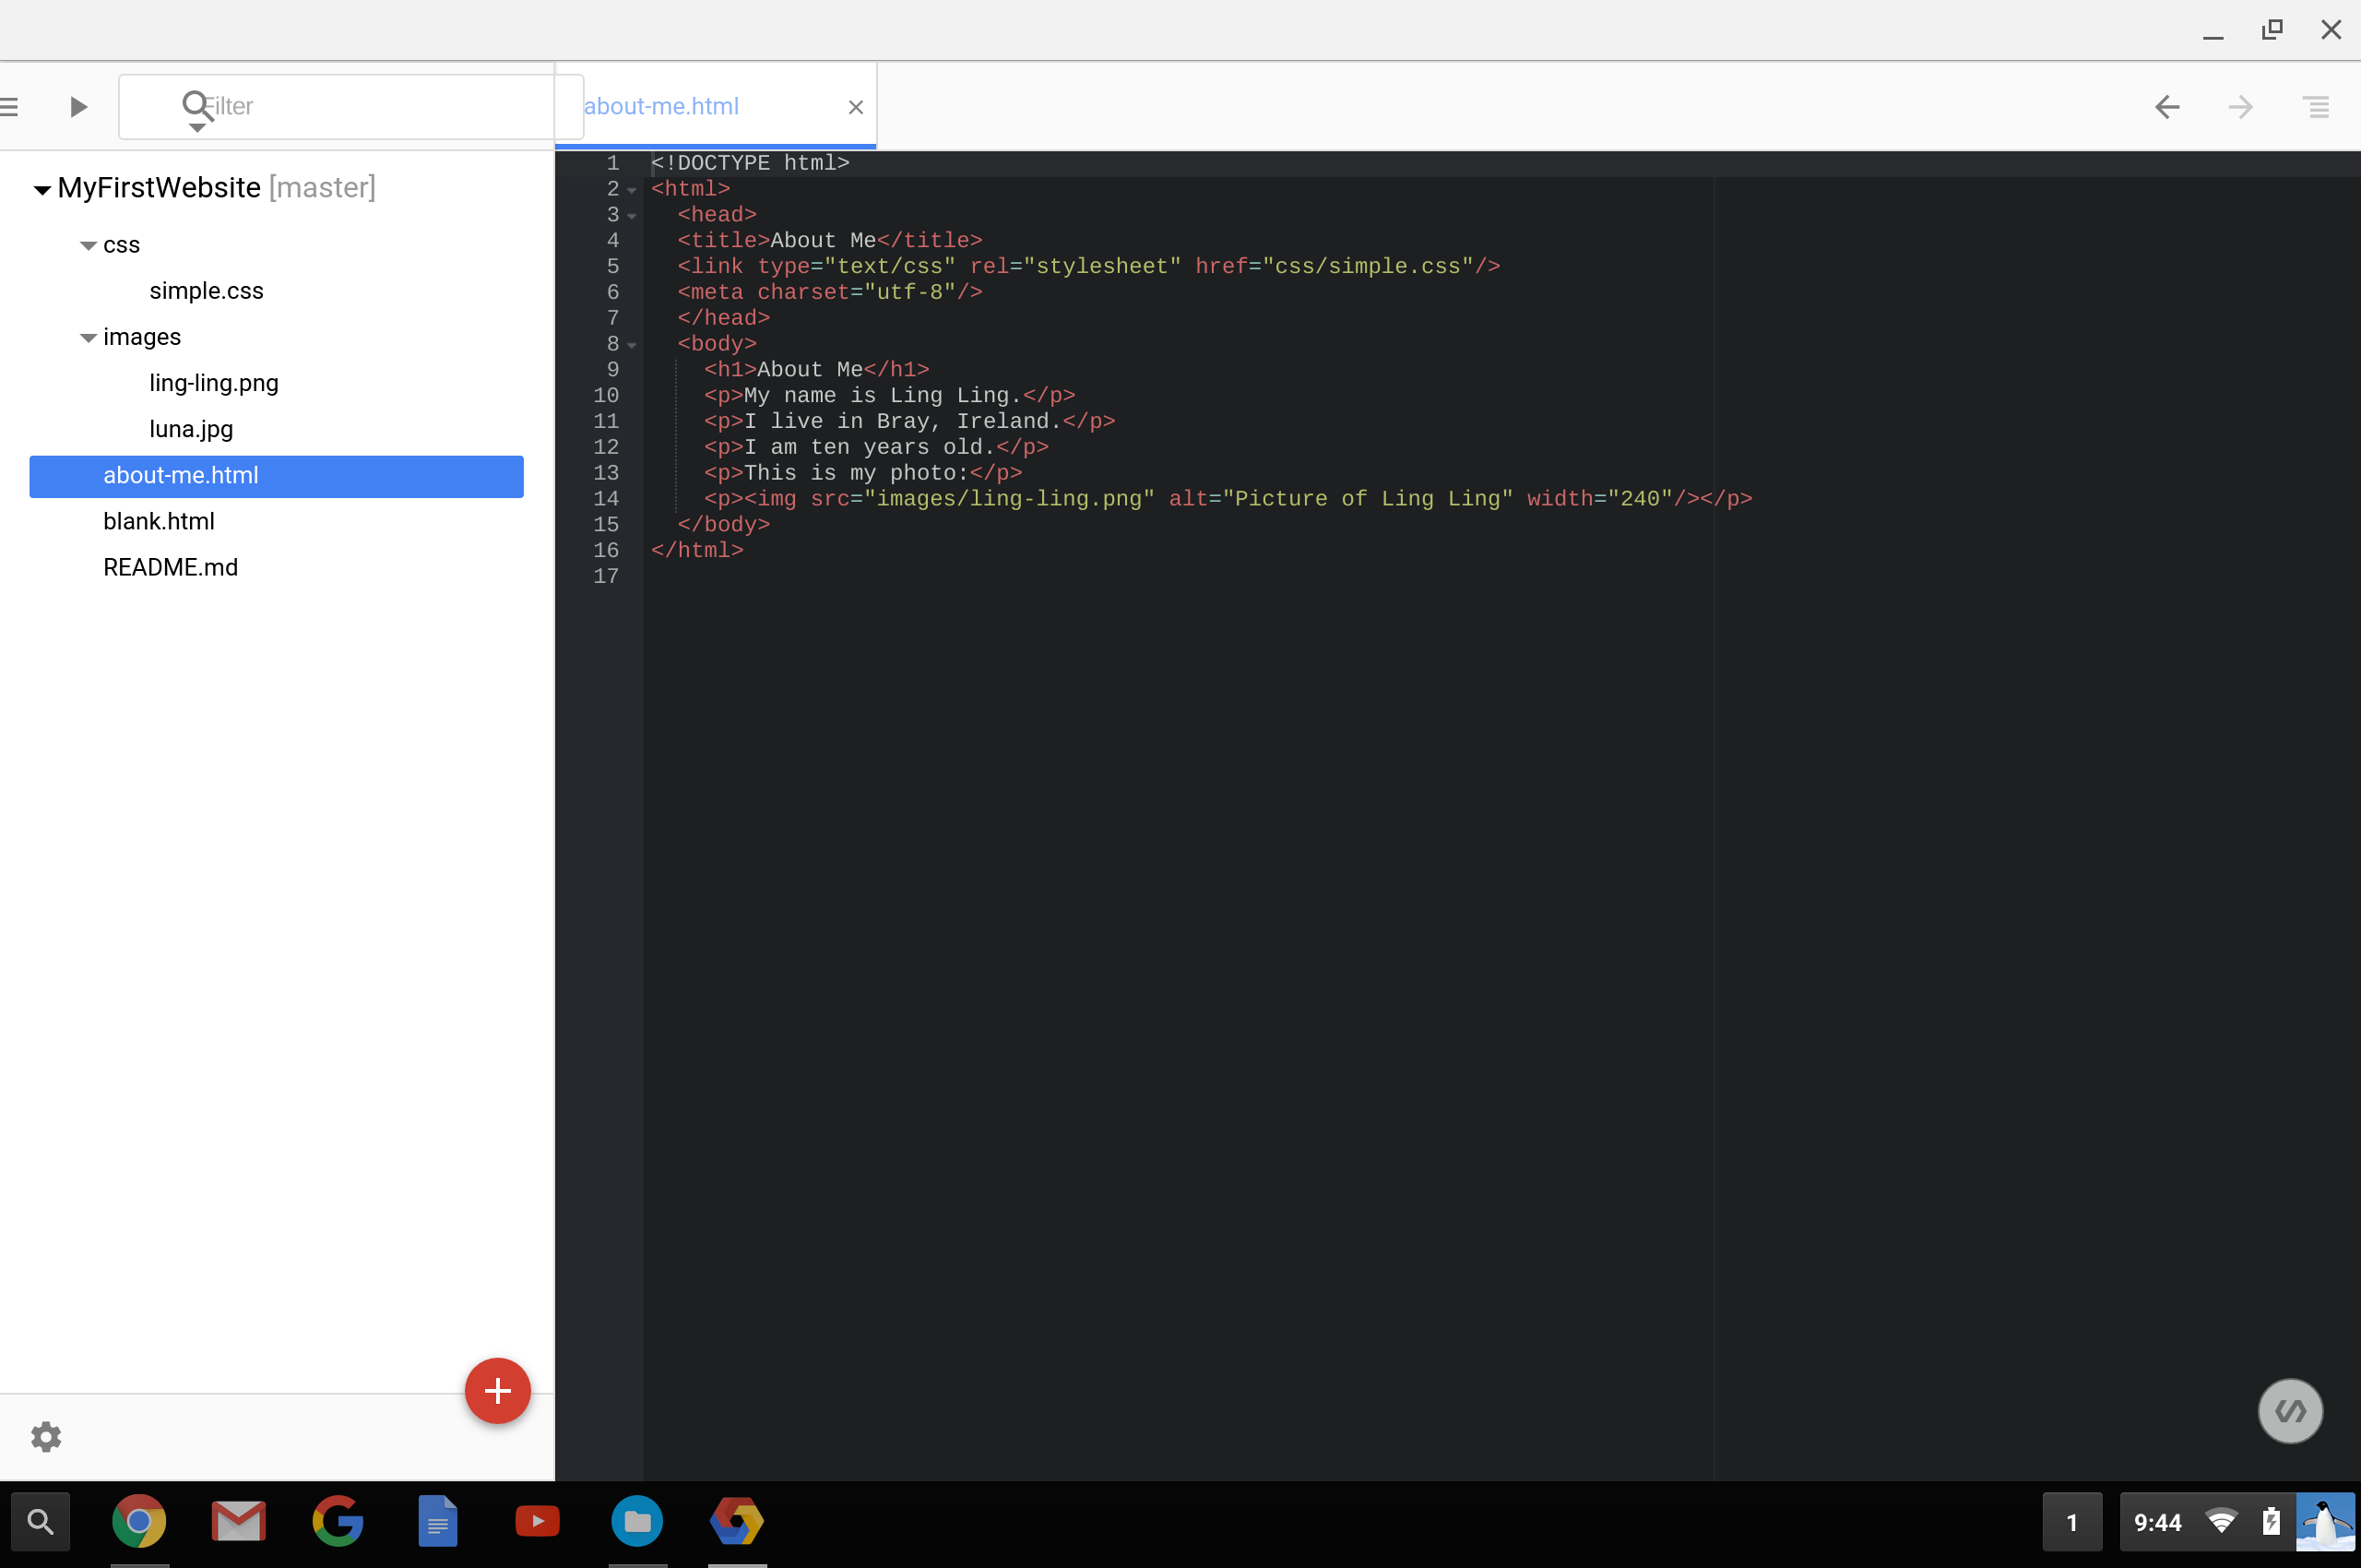 Filter
about-me.html
MyFirstWebsite [master]
css
simple.css
images
ling-ling.png
luna.jpg
about-me.html
blank.html
README.md
1 <!DOCTYPE html>
2 <html>
3 <head>
4 <title>About Me</title>
5 <link type="text/css" rel="stylesheet" href="css/simple.css"/>
6 <meta charset="utf-8"/>
7 </head>
8 <body>
9 <h1>About Me</h1>
10 <p>My name is Ling Ling.</p>
11 <p>I live in Bray, Ireland.</p>
12 <p>I am ten years old.</p>
13 <p>This is my photo:</p>
14 <p><img src="images/ling-ling.png" alt="Picture of Ling Ling" width="240"/></p>
15 </body>
16 </html>
17
1
9:44